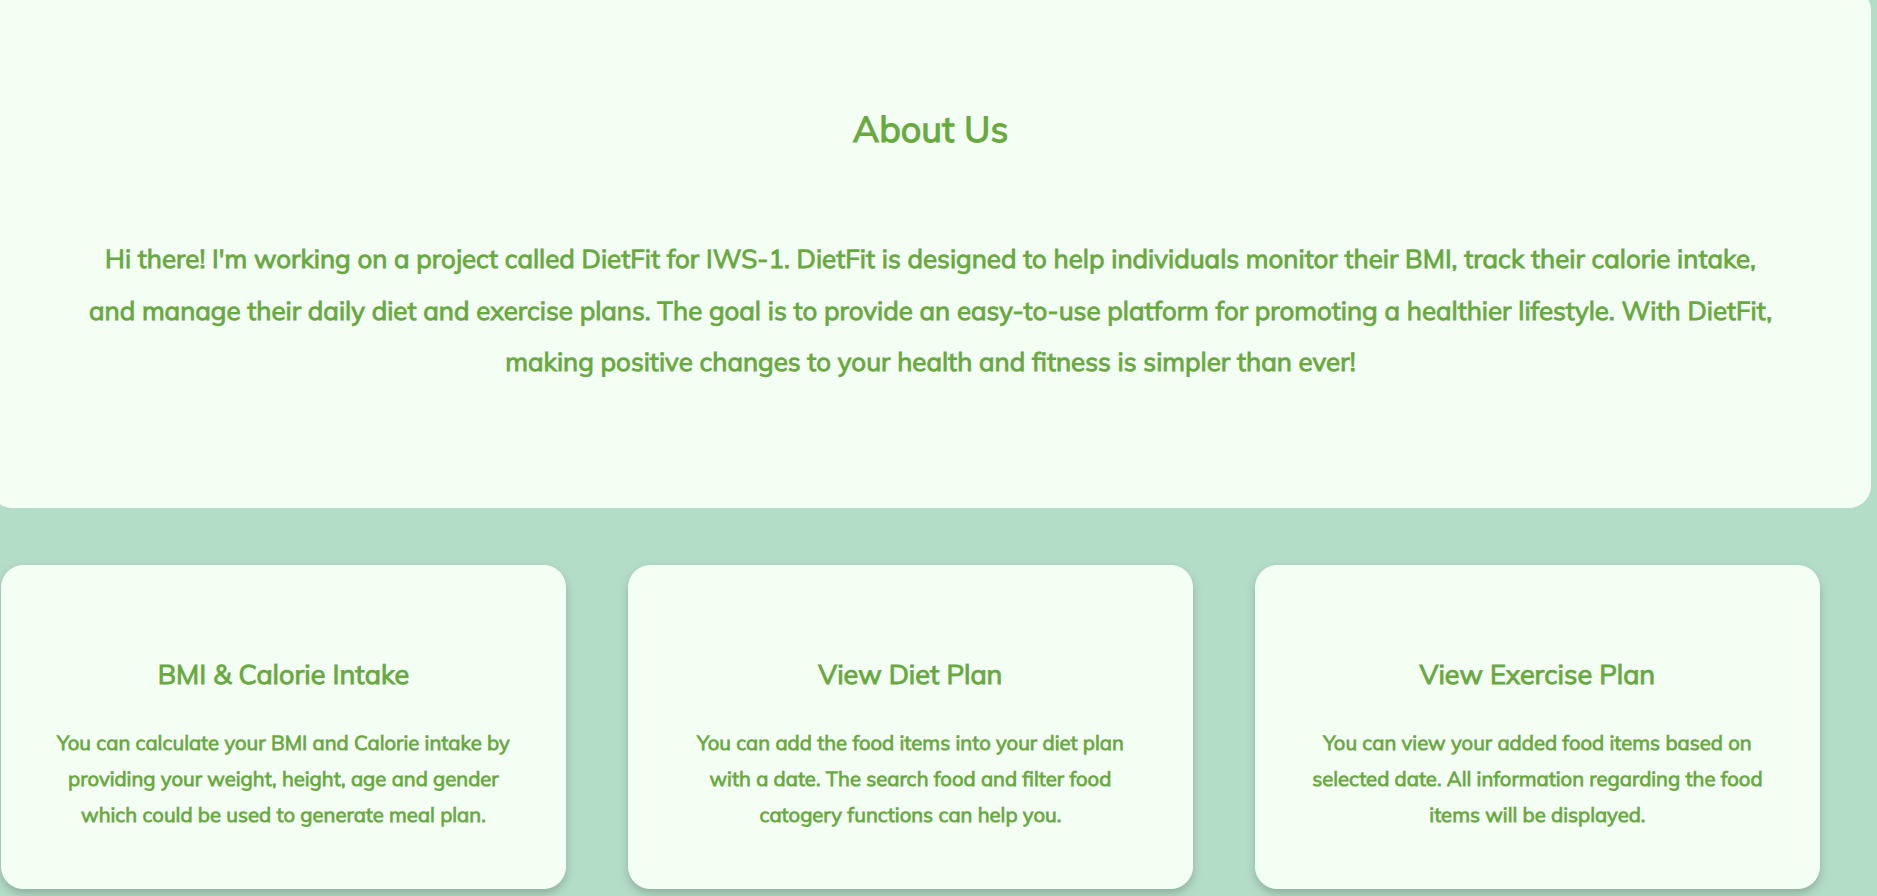 About Us
Hi there! I'm working on a project called DietFit for IWS-1. DietFit is designed to help individuals monitor their BMI, track their calorie intake,
and manage their daily diet and exercise plans. The goal is to provide an easy-to-use platform for promoting a healthier lifestyle. With DietFit,
making positive changes to your health and fitness is simpler than ever!
BMI & Calorie Intake
You can calculate your BMI and Calorie intake by
providing your weight, height, age and gender
which could be used to generate meal plan.
View Diet Plan
You can add the food items into your diet plan
with a date. The search food and filter food
catogery functions can help you.
View Exercise Plan
You can view your added food items based on
selected date. All information regarding the food
items will be displayed.